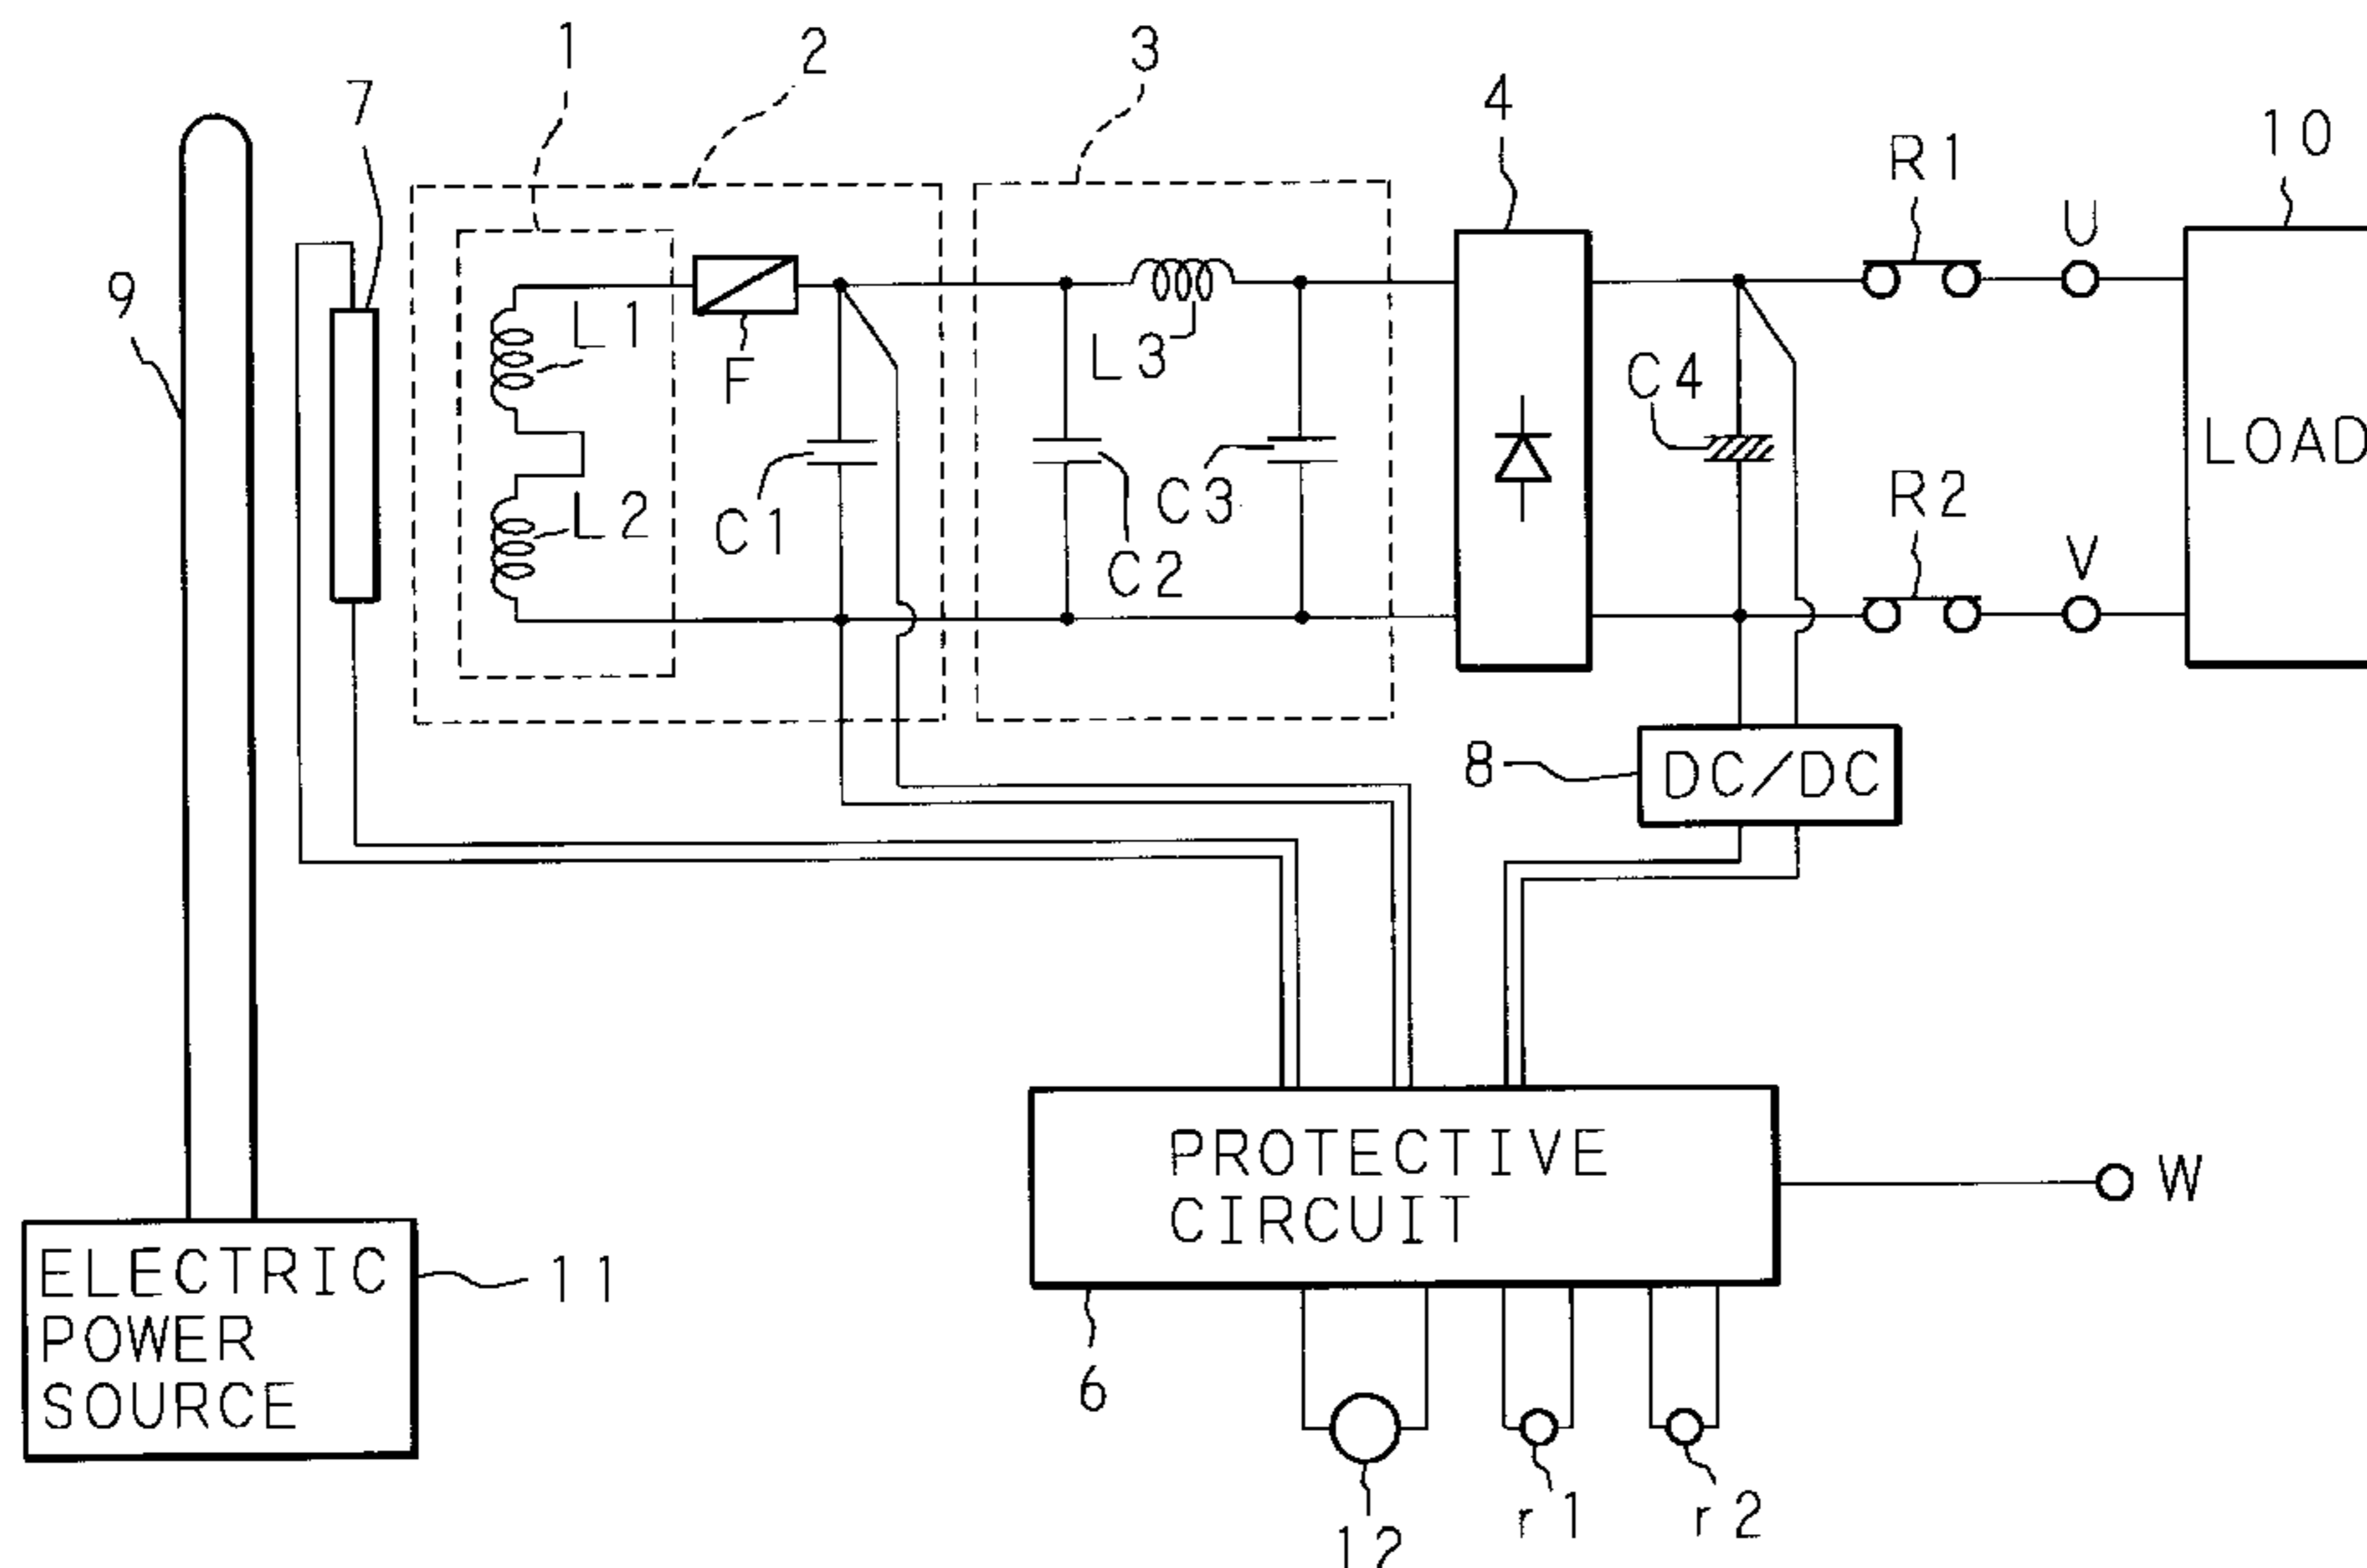 1
2
3
7
4
10
R1
U
9
L1
F
L3
C4
LOAD
L2
C1
C3
C2
R2
V
8
DC/DC
PROTECTIVE
CIRCUIT
W
ELECTRIC
POWER
SOURCE
11
6
r1
r2
12